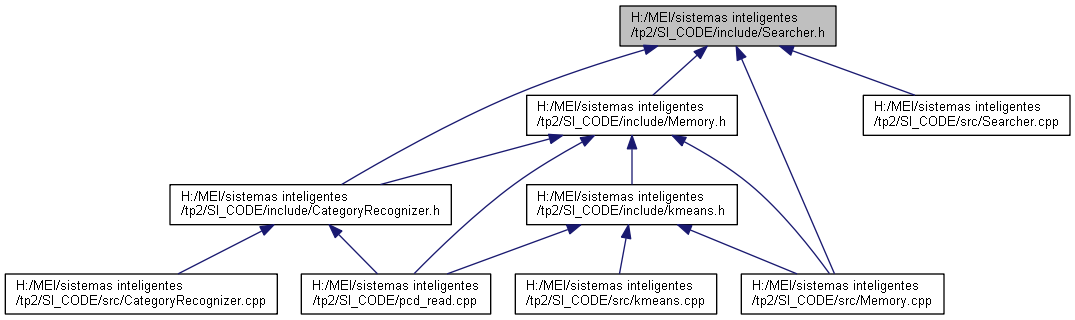 H:/MEI/sistemas inteligentes
/tp2/SI_CODE/include/Searcher.h
H:/MEI/sistemas inteligentes
/tp2/SI_CODE/include/Memory.h
H:/MEI/sistemas inteligentes
/tp2/SI_CODE/src/Searcher.cpp
H:/MEI/sistemas inteligentes
/tp2/SI_CODE/include/CategoryRecognizer.h
H:/MEI/sistemas inteligentes
/tp2/SI_CODE/include/kmeans.h
H:/MEI/sistemas inteligentes
/tp2/SI_CODE/src/CategoryRecognizer.cpp
H:/MEI/sistemas inteligentes
/tp2/SI_CODE/pcd_read.cpp
H:/MEI/sistemas inteligentes
/tp2/SI_CODE/src/kmeans.cpp
H:/MEI/sistemas inteligentes
/tp2/SI_CODE/src/Memory.cpp